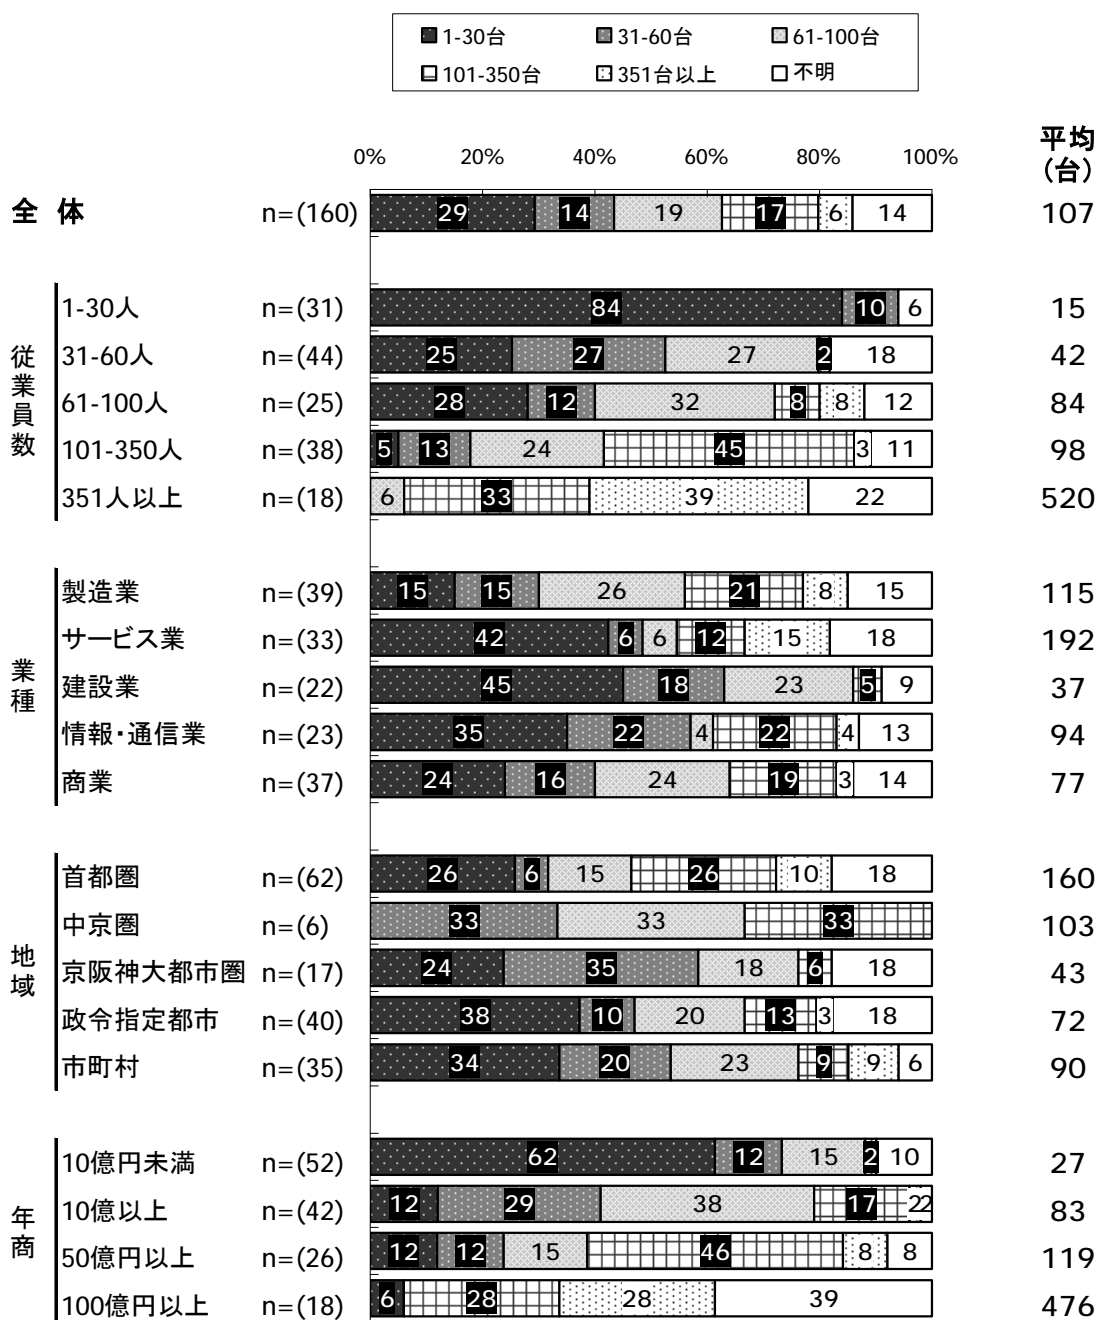 1-30台 31-60台 61-100台
101-350台 351台以上 不明
平均
(台)
0% 20% 40% 60% 80% 100%
全 体 n=(160) 29 14 19 17 6 14 107
従業員数
1-30人 n=(31) 84 10 6 15
31-60人 n=(44) 25 27 27 2 18 42
61-100人 n=(25) 28 12 32 8 8 12 84
101-350人 n=(38) 5 13 24 45 3 11 98
351人以上 n=(18) 6 33 39 22 520
業種
製造業 n=(39) 15 15 26 21 8 15 115
サービス業 n=(33) 42 6 6 12 15 18 192
建設業 n=(22) 45 18 23 5 9 37
情報・通信業 n=(23) 35 22 4 22 4 13 94
商業 n=(37) 24 16 24 19 3 14 77
地域
首都圏 n=(62) 26 6 15 26 10 18 160
中京圏 n=(6) 33 33 33 103
京阪神大都市圏 n=(17) 24 35 18 6 18 43
政令指定都市 n=(40) 38 10 20 13 3 18 72
市町村 n=(35) 34 20 23 9 9 6 90
年商
10億円未満 n=(52) 62 12 15 2 10 27
10億以上 n=(42) 12 29 38 17 2 2 83
50億円以上 n=(26) 12 12 15 46 8 8 119
100億円以上 n=(18) 6 28 28 39 476